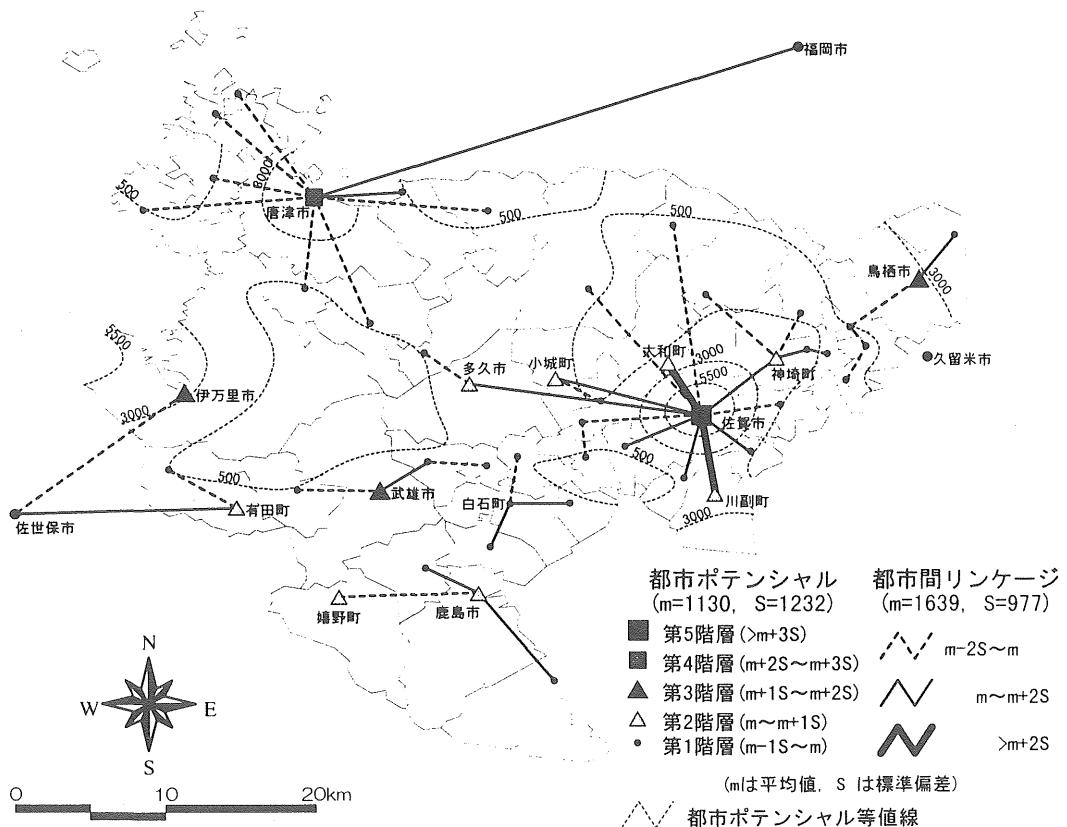 福岡市
500
8000
唐津市
500
500
鳥栖市
3000
久留米市
5500
伊万里市
3000
多久市
小城町
大和町
3000
5500
神埼町
佐賀市
500
500
武雄市
有田町
佐世保市
白石町
川副町
3000
嬉野町
鹿島市
N
W
E
S
0 10 20km
都市ポテンシャル
(m=1130, S=1232)
第5階層(>m+3S)
第4階層(m+2S~m+3S)
第3階層(m+1S~m+2S)
第2階層(m~m+1S)
第1階層(m-1S~m)
都市間リンケージ
(m=1639, S=977)
m-2S~m
m~m+2S
>m+2S
(mは平均値, S は標準偏差)
都市ポテンシャル等値線